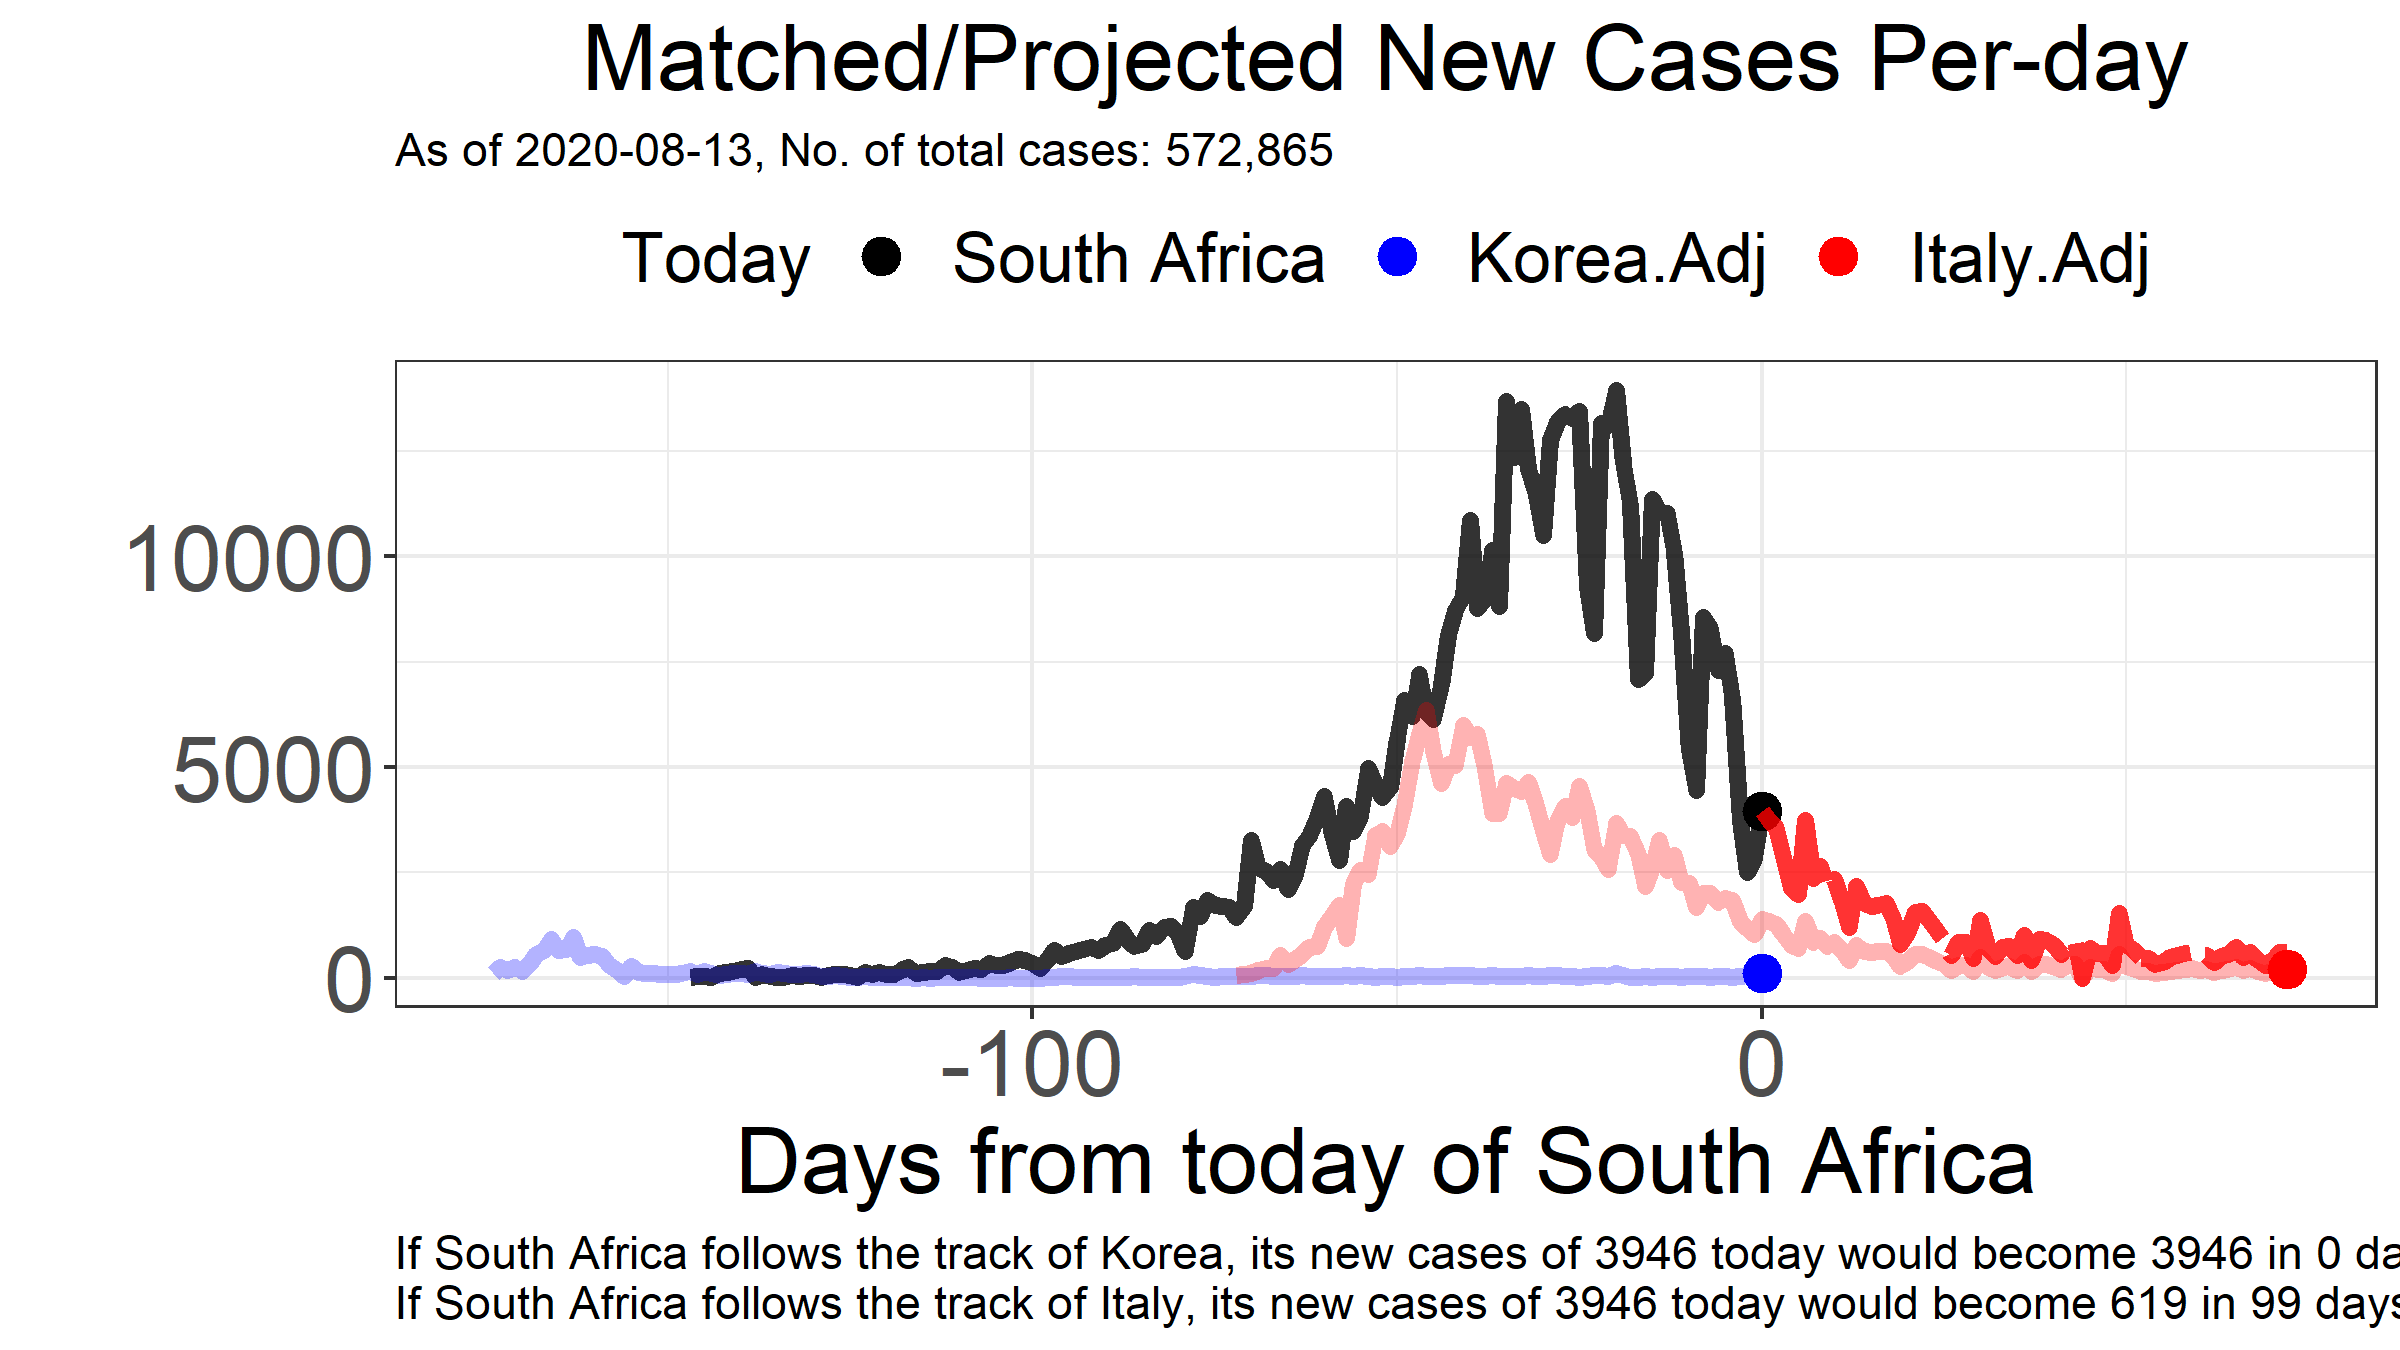 Matched/Projected New Cases Per-day
As of 2020-08-13, No. of total cases: 572,865
Today South Africa Korea.Adj Italy.Adj
10000
5000
0
-100 0
Days from today of South Africa
If South Africa follows the track of Korea, its new cases of 3946 today would become 3946 in 0 da
If South Africa follows the track of Italy, its new cases of 3946 today would become 619 in 99 days